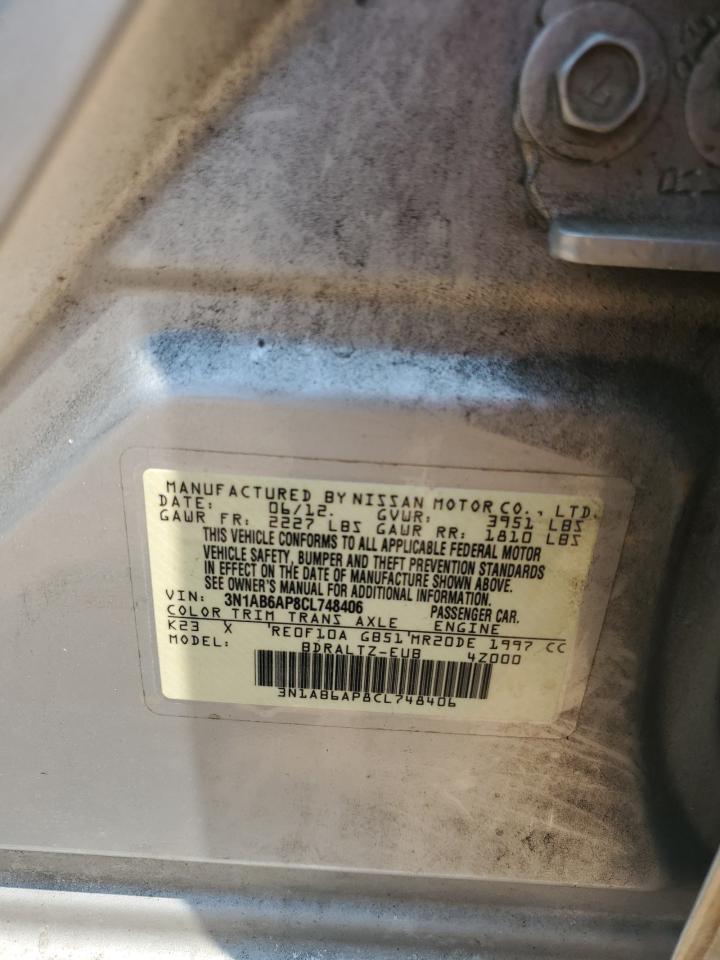 MANUFACTURED BY NISSAN MOTOR CO., LTD.
DATE: 06/12. GVWR: 3951 LBS
GAWR FR: 2227 LBS GAWR RR: 1810 LBS
THIS VEHICLE CONFORMS TO ALL APPLICABLE FEDERAL MOTOR
VEHICLE SAFETY, BUMPER AND THEFT PREVENTION STANDARDS
IN EFFECT ON THE DATE OF MANUFACTURE SHOWN ABOVE.
SEE OWNER'S MANUAL FOR ADDITIONAL INFORMATION.
VIN: 3N1AB6AP8CL748406 PASSENGER CAR.
COLOR TRIM TRANS AXLE ENGINE
K23 X 'RE0F10A GB51'MR20DE 1997 CC
MODEL: BDRALTZ-EUB 4Z000
3N1AB6AP8CL748406